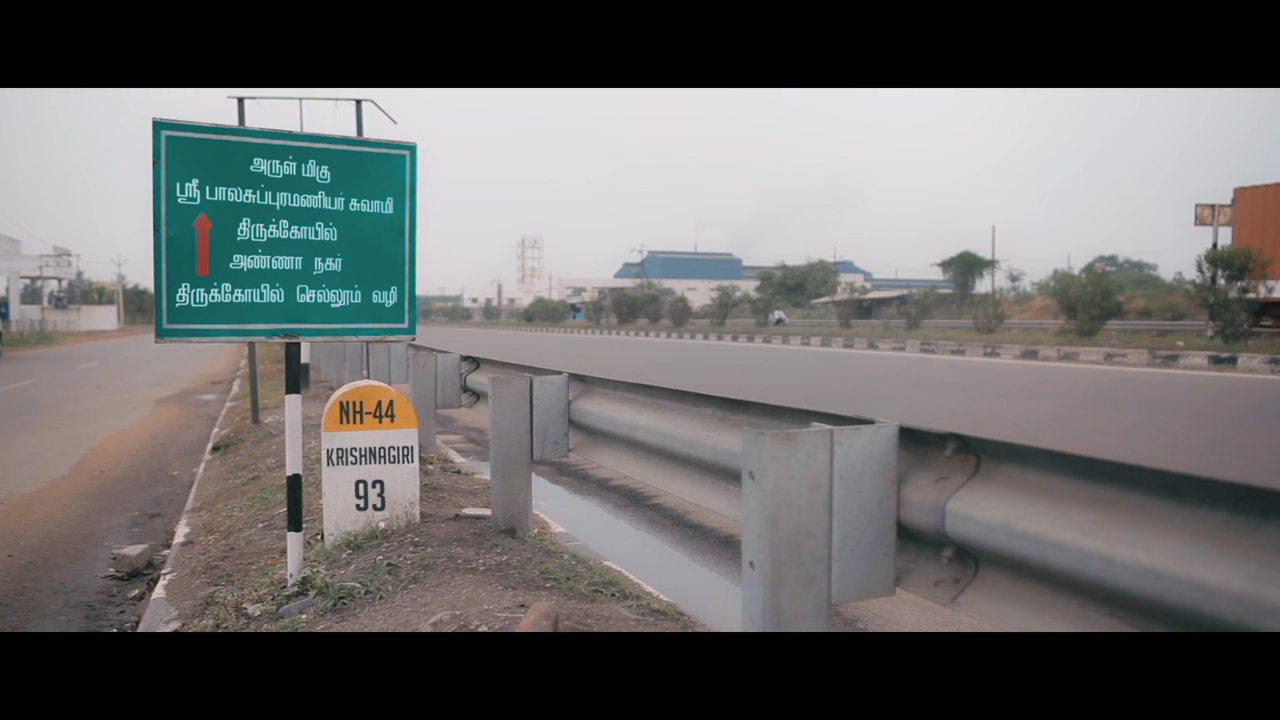 அருள் மிகு
ஸ்ரீ பாலசுப்புரமணியர் சுவாமி
திருக்கோயில்
அண்ணா நகர்
திருக்கோயில் செல்லும் வழி
NH-44
KRISHNAGIRI
93